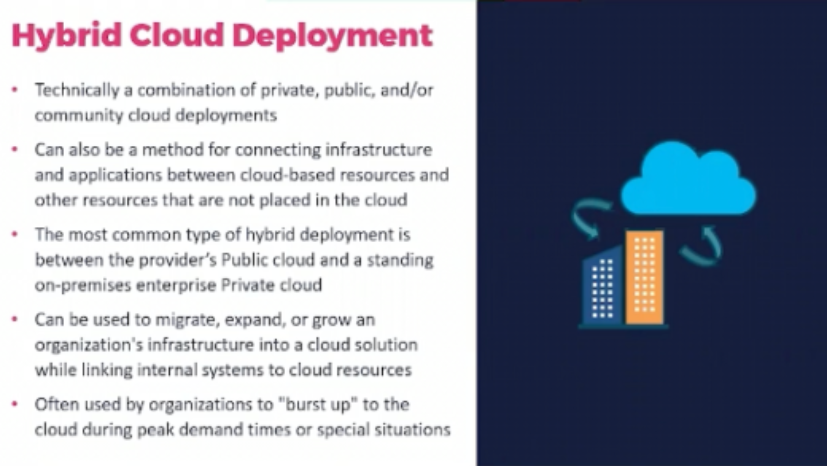 Hybrid Cloud Deployment
• Technically a combination of private, public, and/or
community cloud deployments
• Can also be a method for connecting infrastructure
and applications between cloud-based resources and
other resources that are not placed in the cloud
• The most common type of hybrid deployment is
between the provider's Public cloud and a standing
on-premises enterprise Private cloud
• Can be used to migrate, expand, or grow an
organization's infrastructure into a cloud solution
while linking internal systems to cloud resources
• Often used by organizations to "burst up" to the
cloud during peak demand times or special situations